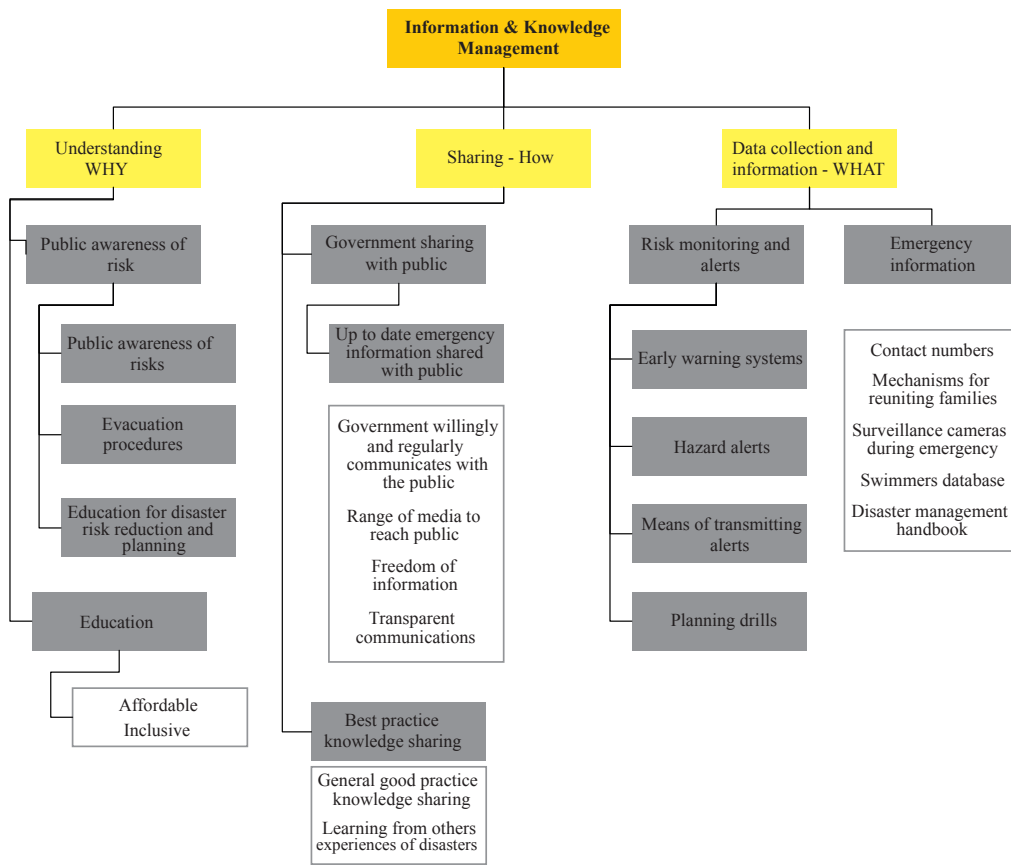 Information & Knowledge
Management
Understanding
WHY
Public awareness of
risk
Public awareness of
risks
Evacuation
procedures
Education for disaster
risk reduction and
planning
Education
Affordable
Inclusive
Sharing - How
Government sharing
with public
Up to date emergency
information shared
with public
Government willingly
and regularly
communicates with
the public
Range of media to
reach public
Freedom of
information
Transparent
communications
Best practice
knowledge sharing
General good practice
knowledge sharing
Learning from others
experiences of disasters
Data collection and
information - WHAT
Risk monitoring and
alerts
Early warning systems
Hazard alerts
Means of transmitting
alerts
Planning drills
Emergency
information
Contact numbers
Mechanisms for
reuniting families
Surveillance cameras
during emergency
Swimmers database
Disaster management
handbook